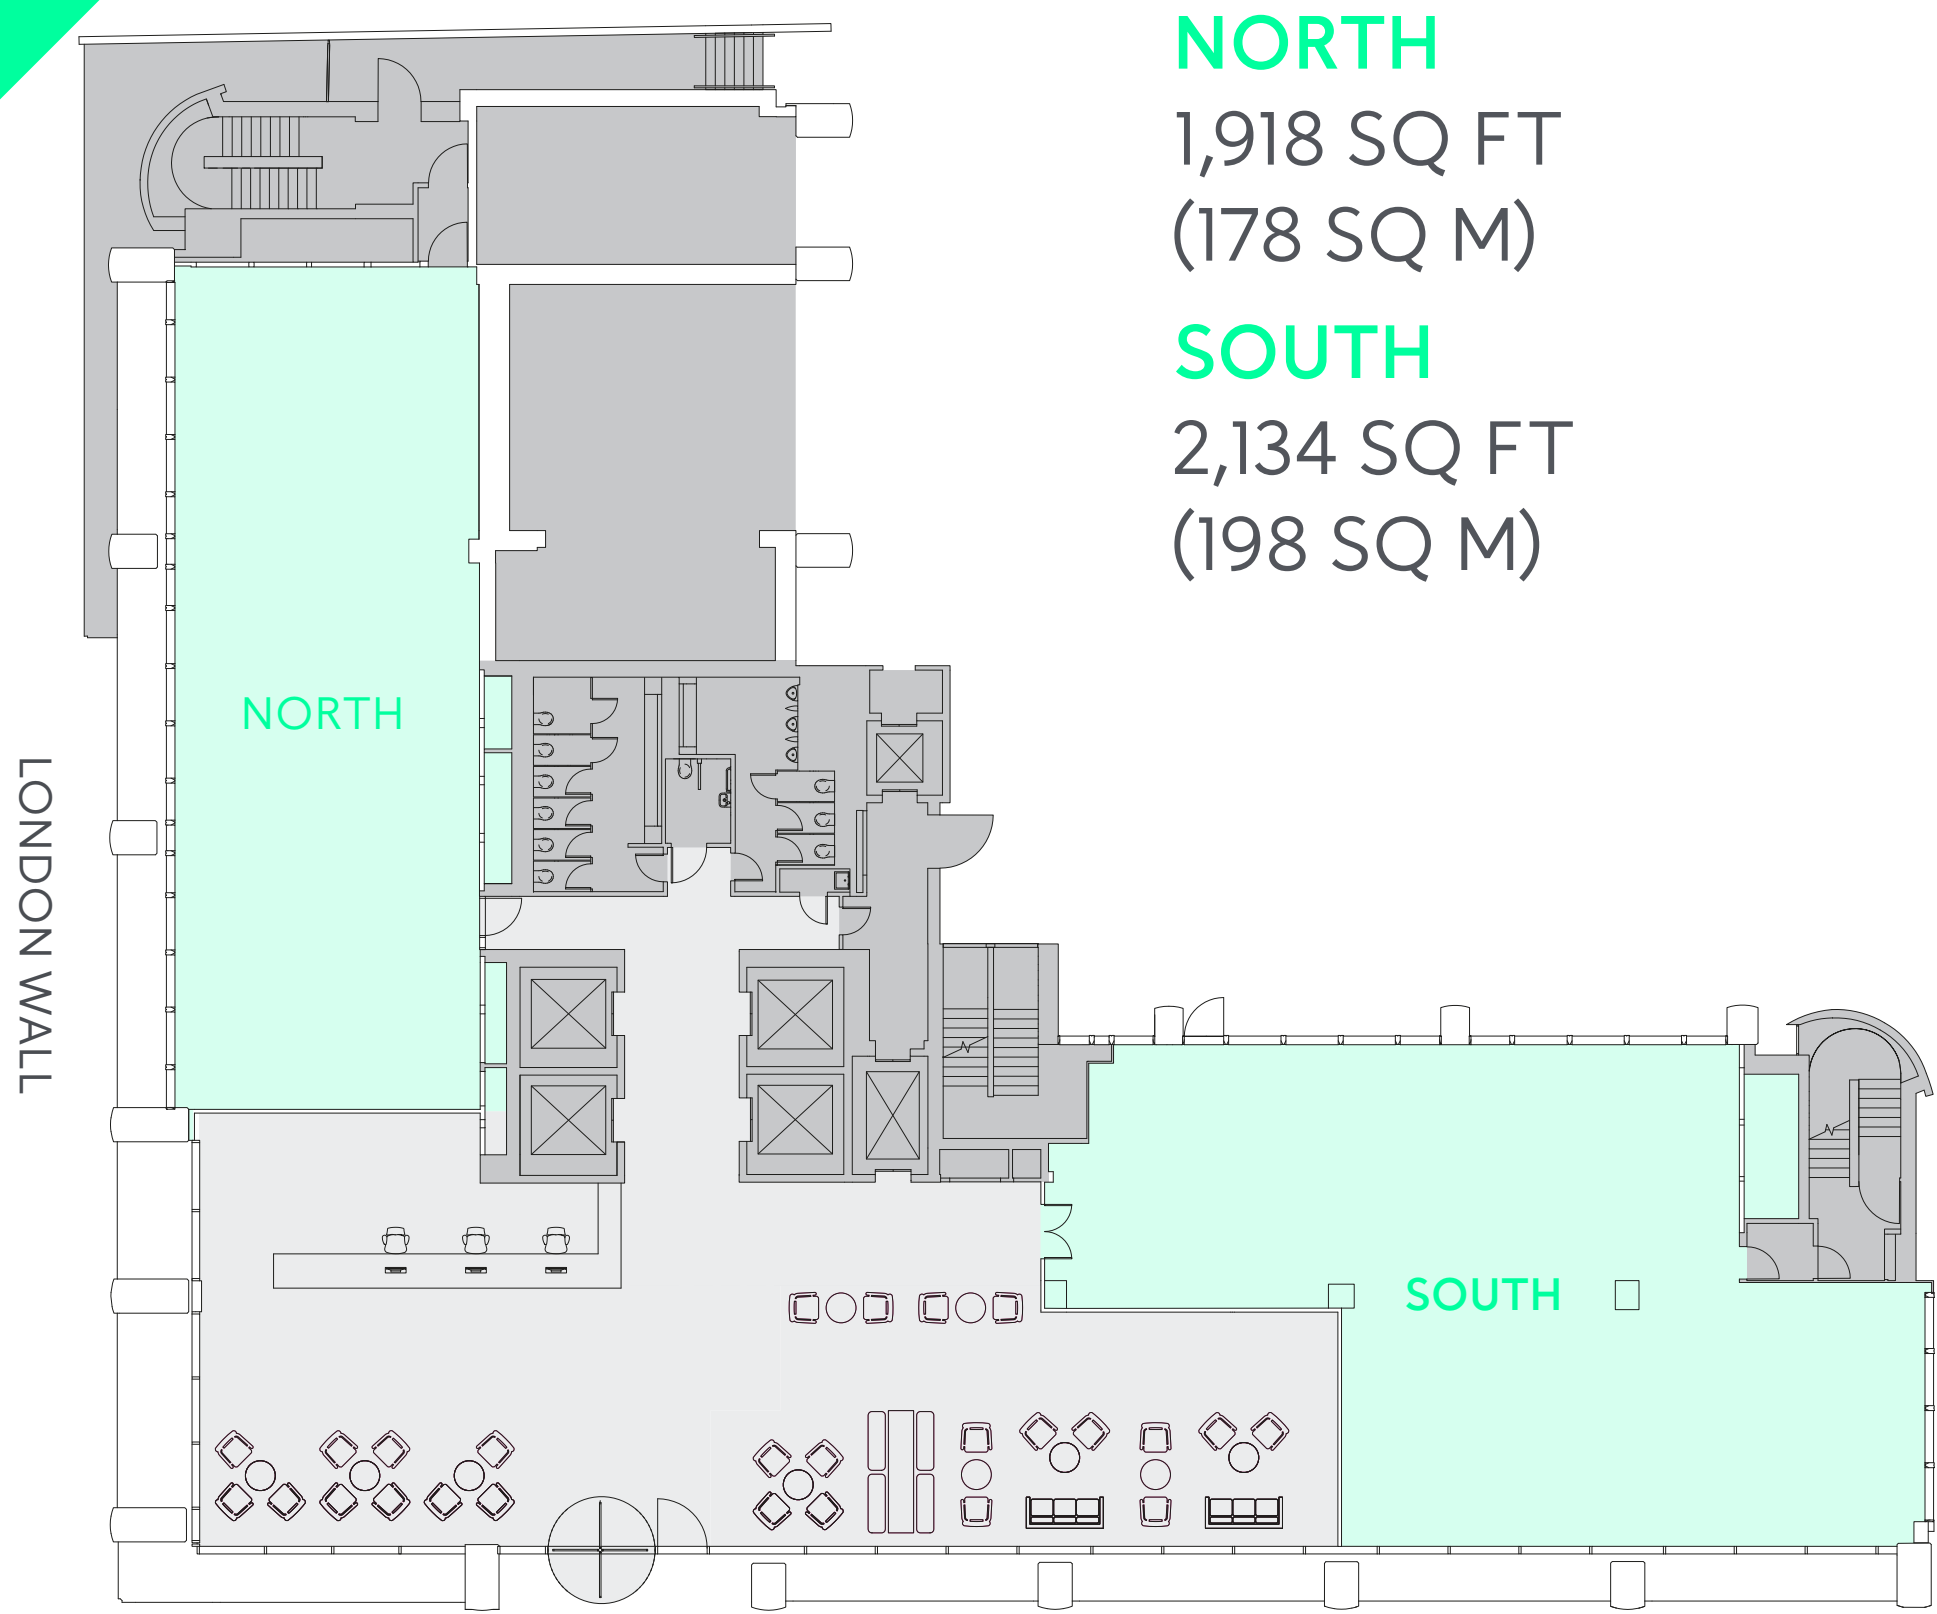 NORTH
1,918 SQ FT
(178 SQ M)
SOUTH
2,134 SQ FT
(198 SQ M)
NORTH
LONDON WALL
SOUTH